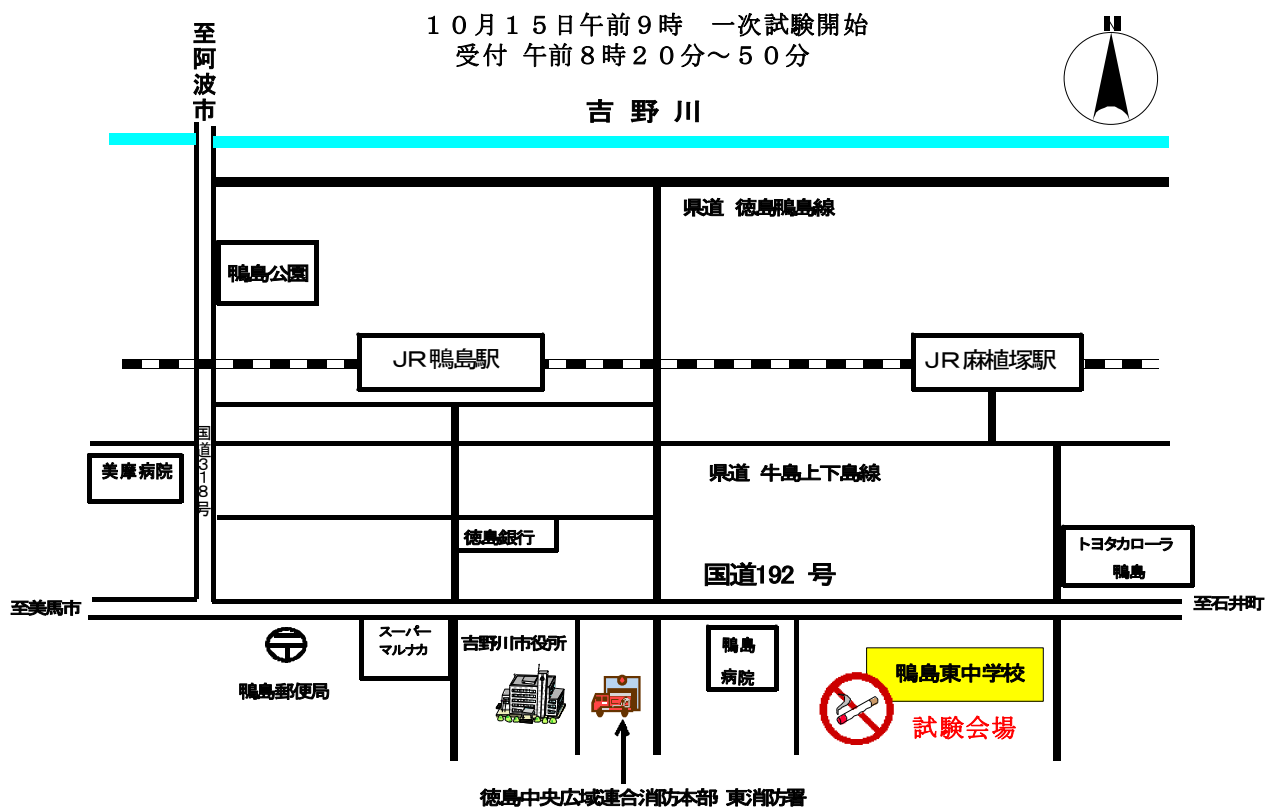 １０月１５日午前９時　一次試験開始
受付 午前８時２０分～５０分
N
至阿波市
吉 野 川
県道 徳島鴨島線
鴨島公園
JR鴨島駅
JR麻植塚駅
国道318号
美摩病院
県道 牛島上下島線
徳島銀行
トヨタカローラ
鴨島
国道192 号
至美馬市
至石井町
スーパー
マルナカ
吉野川市役所
鴨島
病院
鴨島東中学校
鴨島郵便局
試験会場
徳島中央広域連合消防本部 東消防署